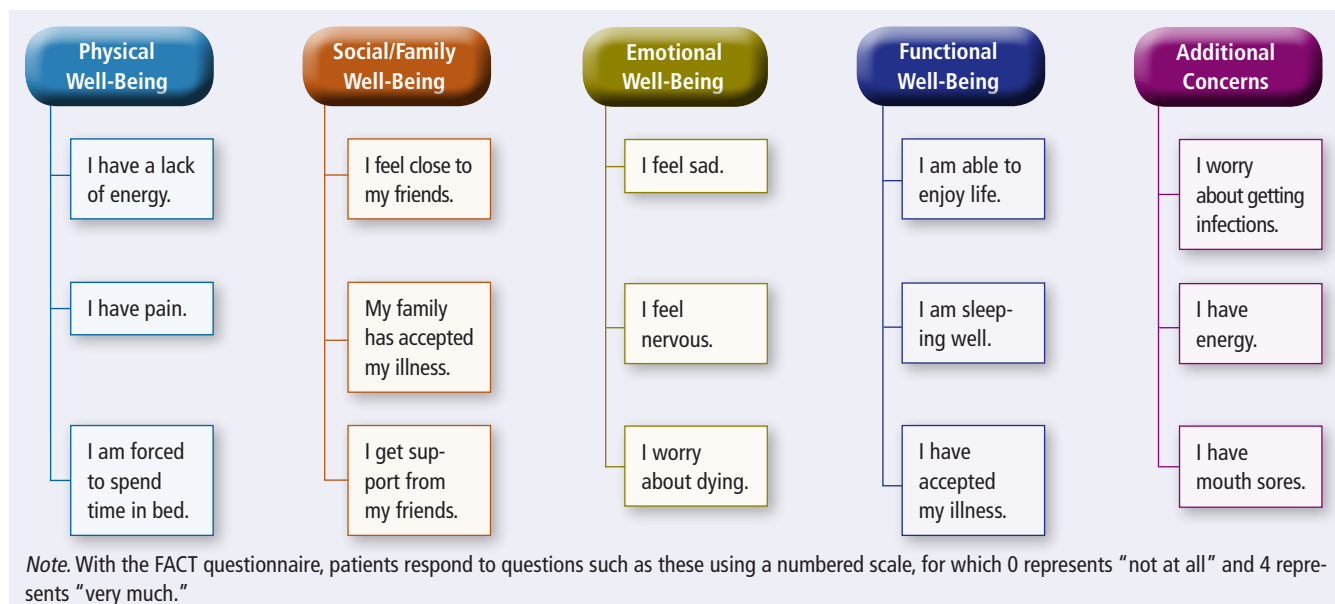 Physical
Well-Being
I have a lack
of energy.
I have pain.
I am forced
to spend
time in bed.
Social/Family
Well-Being
I feel close to
my friends.
My family
has accepted
my illness.
I get sup-
port from
my friends.
Emotional
Well-Being
I feel sad.
I feel
nervous.
I worry
about dying.
Functional
Well-Being
I am able to
enjoy life.
I am sleep-
ing well.
I have
accepted
my illness.
Additional
Concerns
I worry
about getting
infections.
I have
energy.
I have
mouth sores.
Note. With the FACT questionnaire, patients respond to questions such as these using a numbered scale, for which 0 represents “not at all” and 4 repre-
sents “very much.”